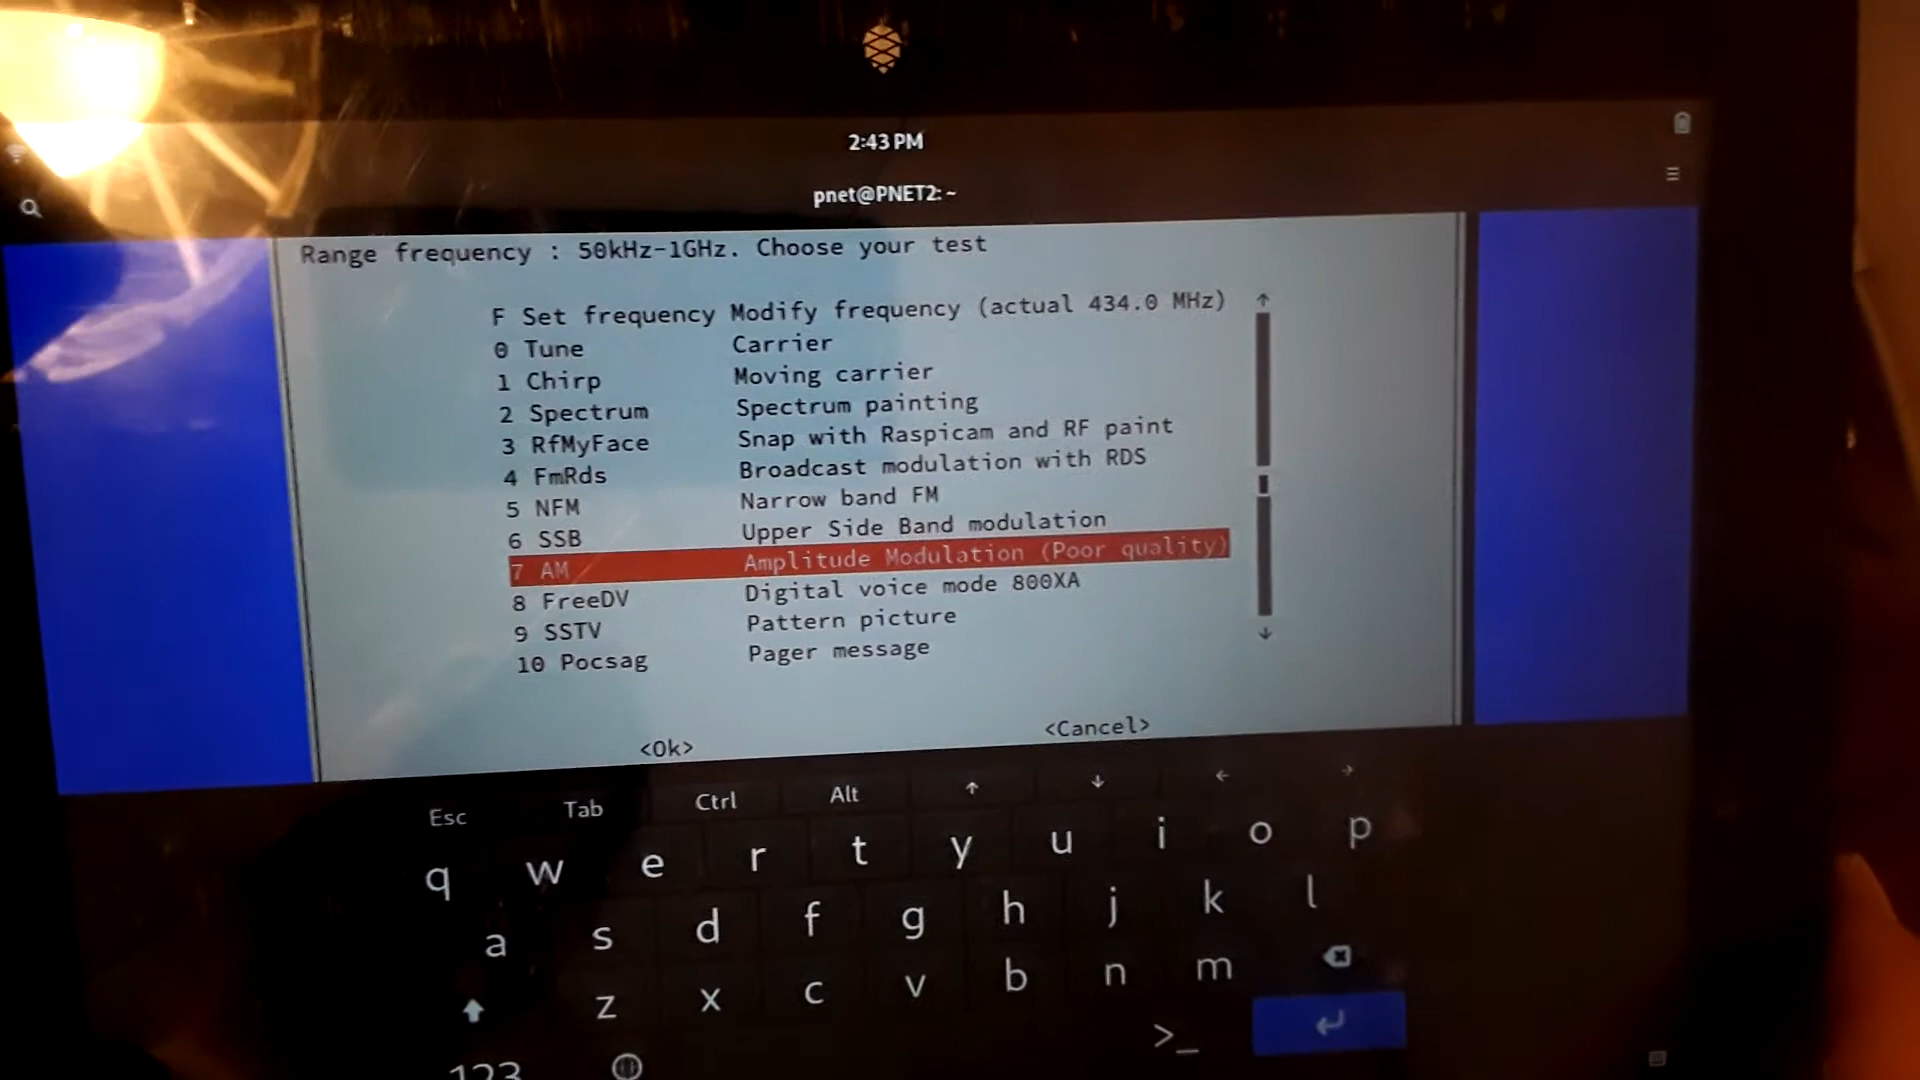 2:43 PM
pnet@PNET2: ~
Range frequency : 50kHz-1GHz. Choose your test
F Set frequency Modify frequency (actual 434.0 MHz)
0 Tune Carrier
1 Chirp Moving carrier
2 Spectrum Spectrum painting
3 RfMyFace Snap with Raspicam and RF paint
4 FmRds Broadcast modulation with RDS
5 NFM Narrow band FM
6 SSB Upper Side Band modulation
7 AM Amplitude Modulation (Poor quality)
8 FreeDV Digital voice mode 800XA
9 SSTV Pattern picture
10 Pocsag Pager message
<Ok> <Cancel>
Esc Tab Ctrl Alt ↑ ↓ ← →
q w e r t y u i o p
a s d f g h j k l
z x c v b n m
123 >_